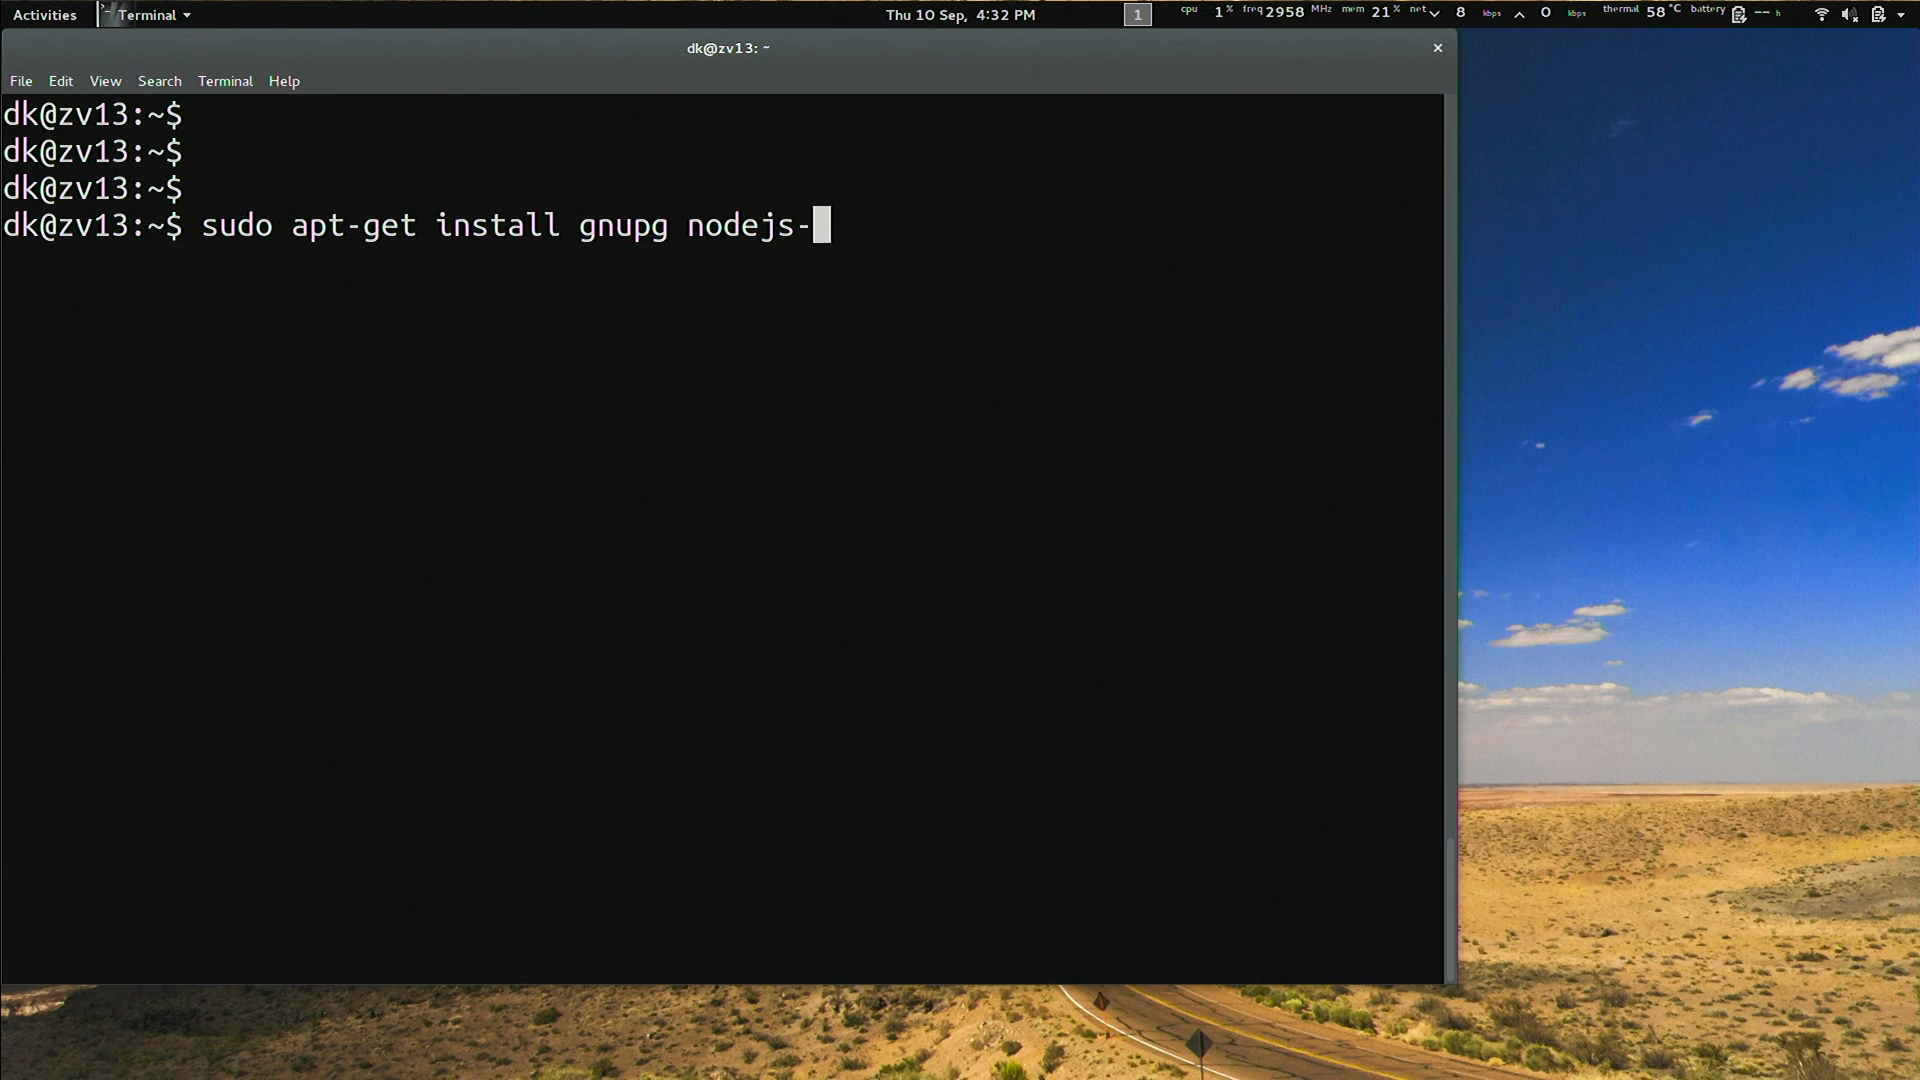 Activities Terminal Thu 10 Sep, 4:32 PM 1 cpu 1 % freq 2958 MHz mem 21 % net 8 kbps 0 kbps thermal 58 °C battery -- h
dk@zv13: ~
File Edit View Search Terminal Help
dk@zv13:~$
dk@zv13:~$
dk@zv13:~$
dk@zv13:~$ sudo apt-get install gnupg nodejs-